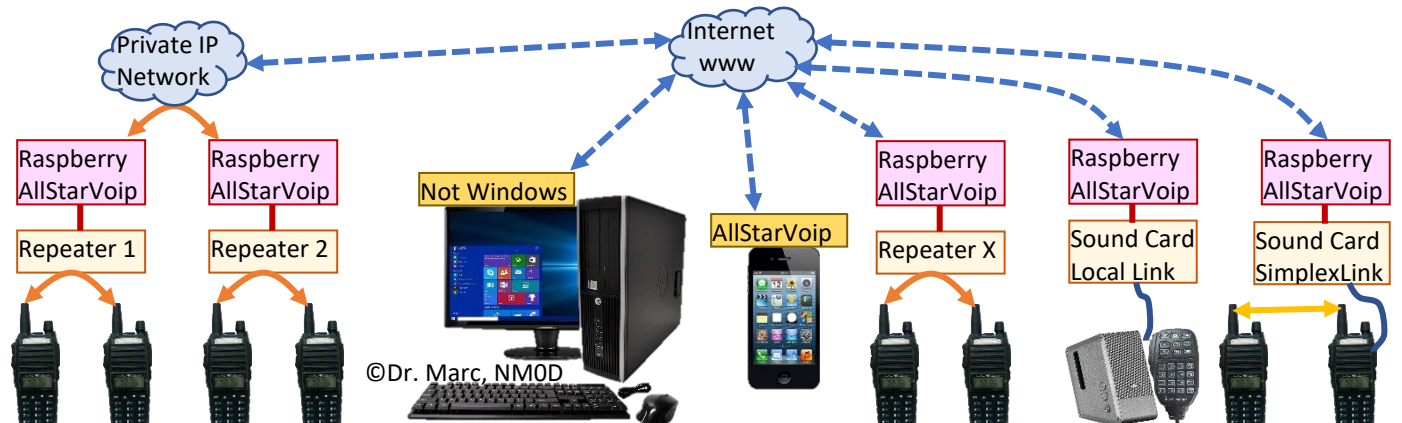 Private IP
Network
Internet
www
Raspberry
AllStarVoip
Raspberry
AllStarVoip
Not Windows
AllStarVoip
Raspberry
AllStarVoip
Raspberry
AllStarVoip
Raspberry
AllStarVoip
Repeater 1
Repeater 2
Repeater X
Sound Card
Local Link
Sound Card
SimplexLink
©Dr. Marc, NM0D